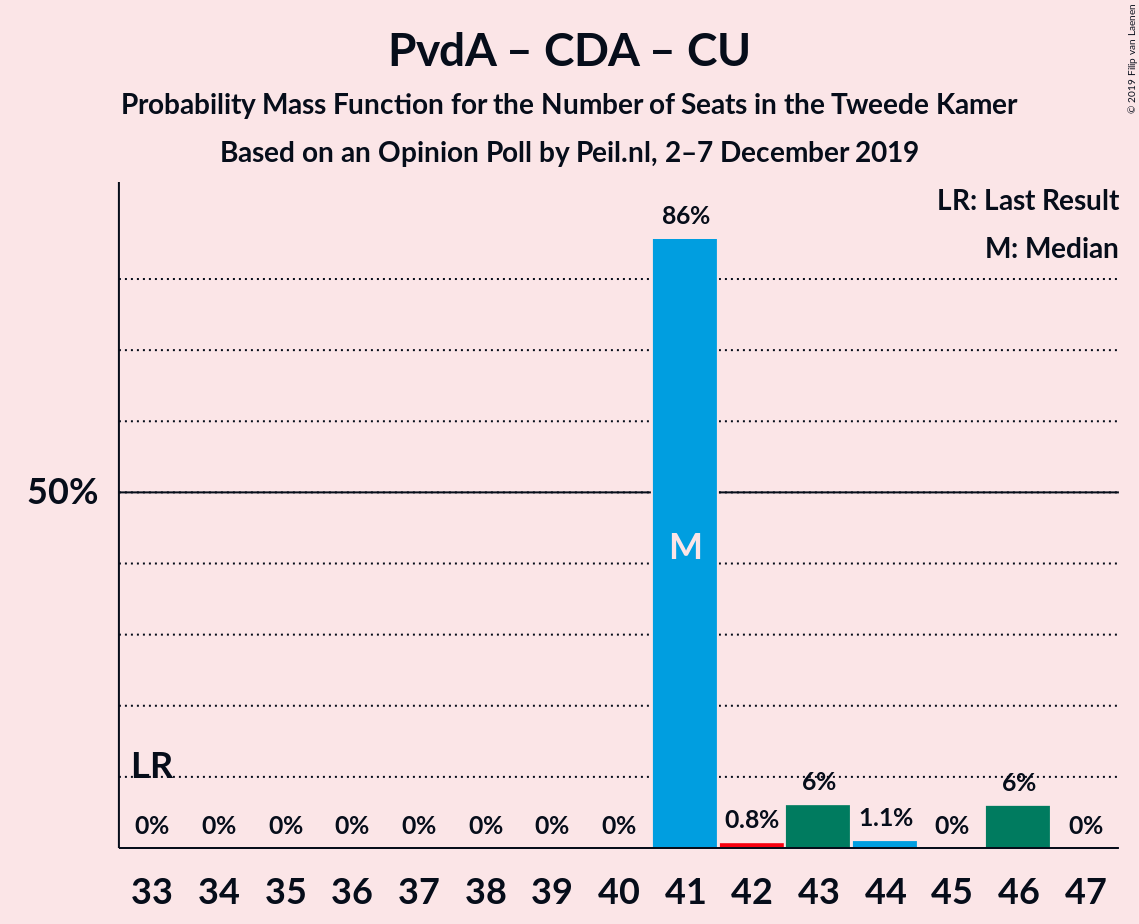 PvdA – CDA – CU
Probability Mass Function for the Number of Seats in the Tweede Kamer
Based on an Opinion Poll by Peil.nl, 2–7 December 2019
© 2019 Filip van Laenen
LR: Last Result
M: Median
86%
50%
M
LR
0% 0% 0% 0% 0% 0% 0% 0% 0.8% 6% 1.1% 0% 6% 0%
33 34 35 36 37 38 39 40 41 42 43 44 45 46 47